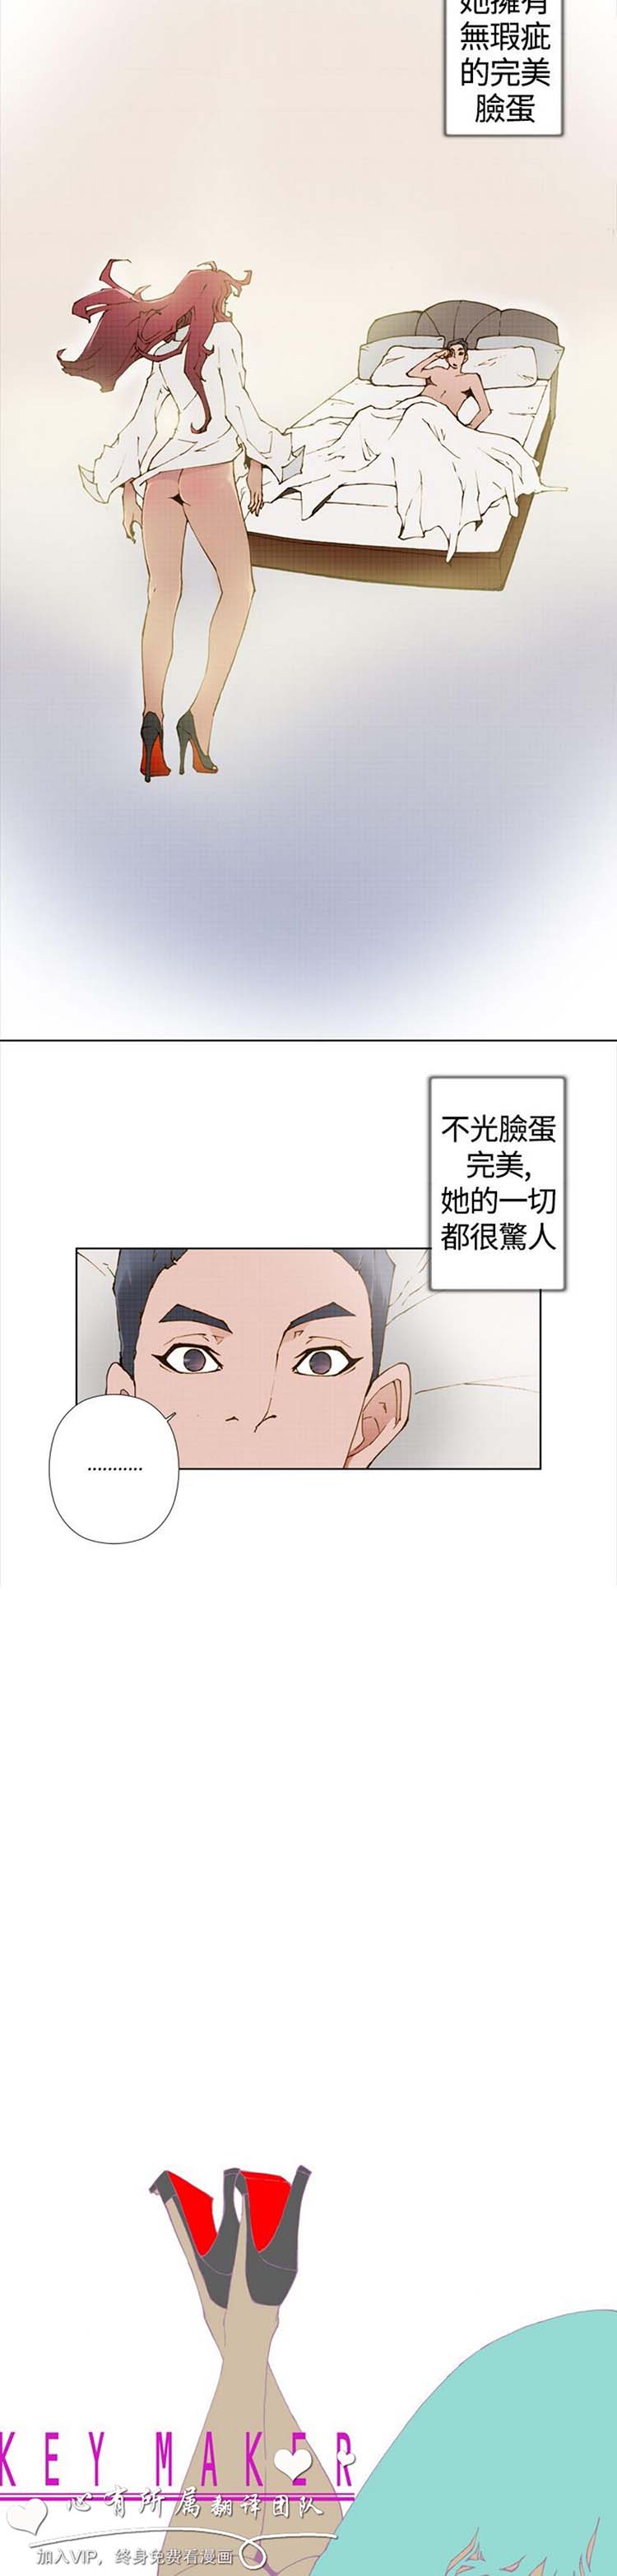 她擁有
無瑕疵
的完美
臉蛋
不光臉蛋
完美,
她的一切
都很驚人
...........
KEY MAKER
心有所属翻译团队
加入VIP，终身免费看漫画